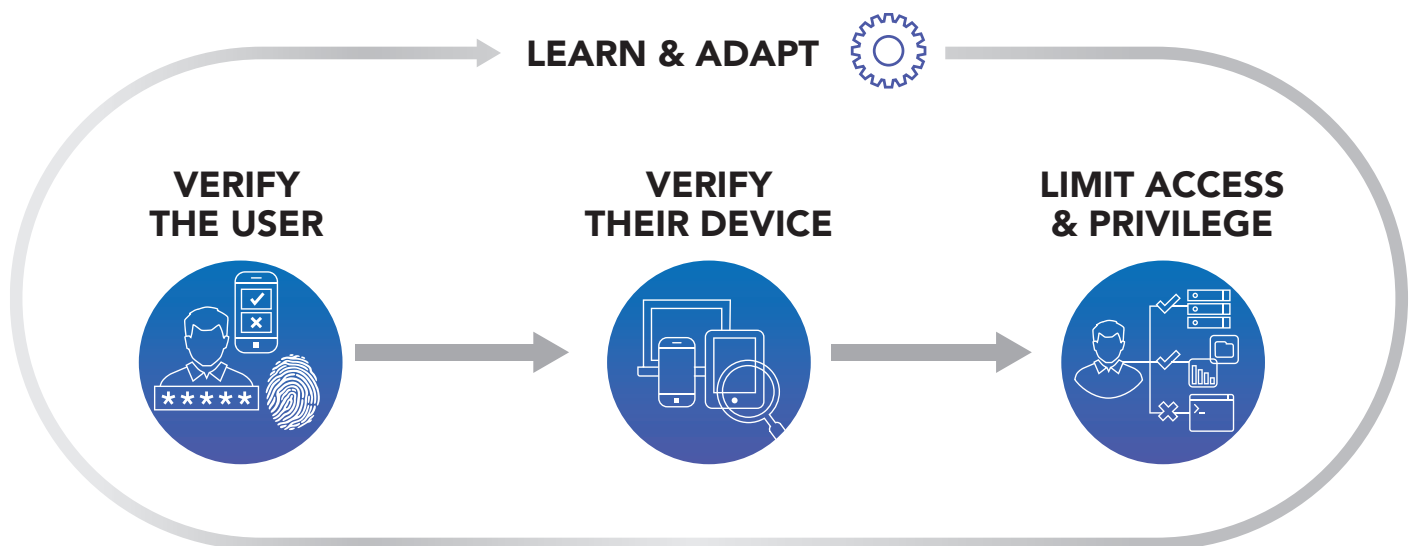 LEARN & ADAPT
VERIFY
THE USER
VERIFY
THEIR DEVICE
LIMIT ACCESS
& PRIVILEGE
*****
>_